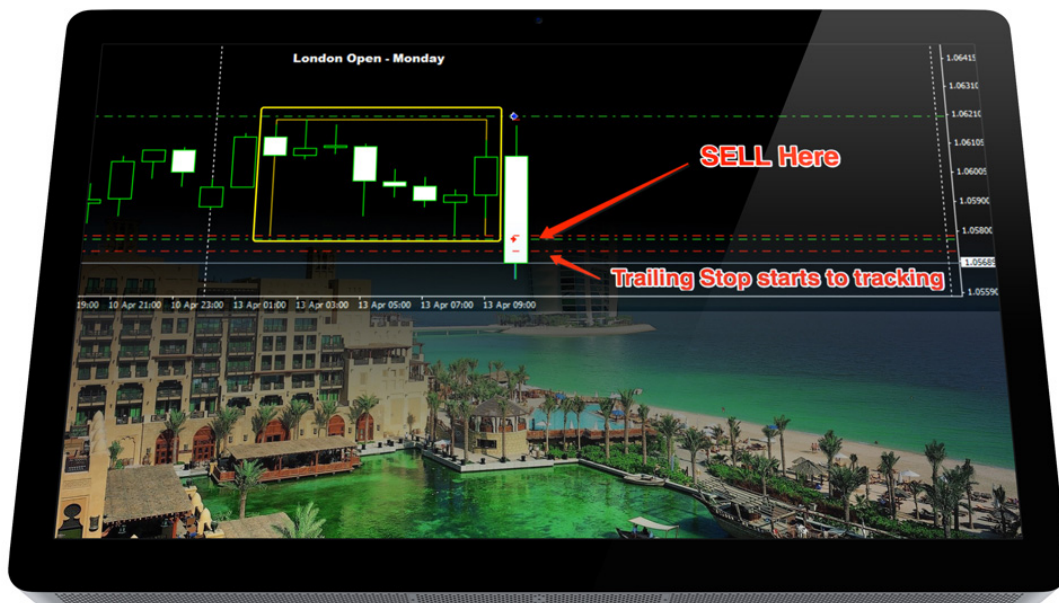 London Open - Monday
1.06415
1.06310
1.06210
1.06105
1.06005
1.05900
1.05800
1.05689
1.05590
SELL Here
Trailing Stop starts to tracking
19:00 10 Apr 21:00 10 Apr 23:00 13 Apr 01:00 13 Apr 03:00 13 Apr 05:00 13 Apr 07:00 13 Apr 09:00